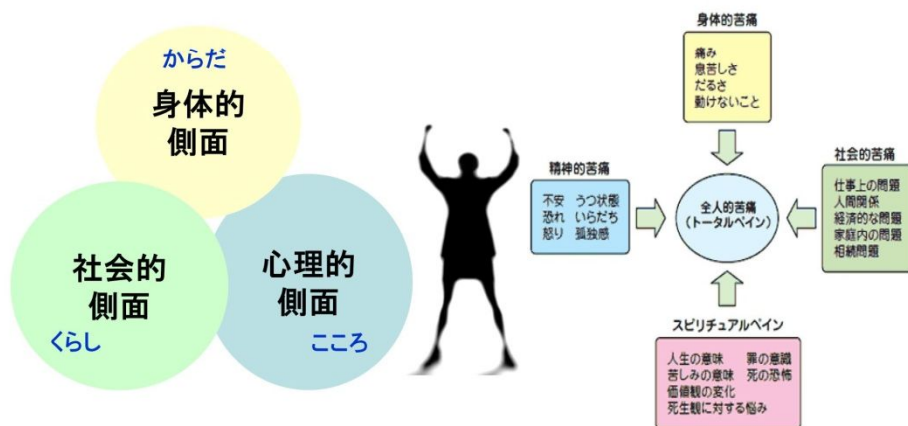 からだ
身体的
側面
社会的
側面
くらし
心理的
側面
こころ
身体的苦痛
痛み
息苦しさ
だるさ
動けないこと
精神的苦痛
不安 うつ状態
恐れ いらだち
怒り 孤独感
全人的苦痛
(トータルペイン)
社会的苦痛
仕事上の問題
人間関係
経済的な問題
家庭内の問題
相続問題
スピリチュアルペイン
人生の意味 罪の意識
苦しみの意味 死の恐怖
価値観の変化
死生観に対する悩み